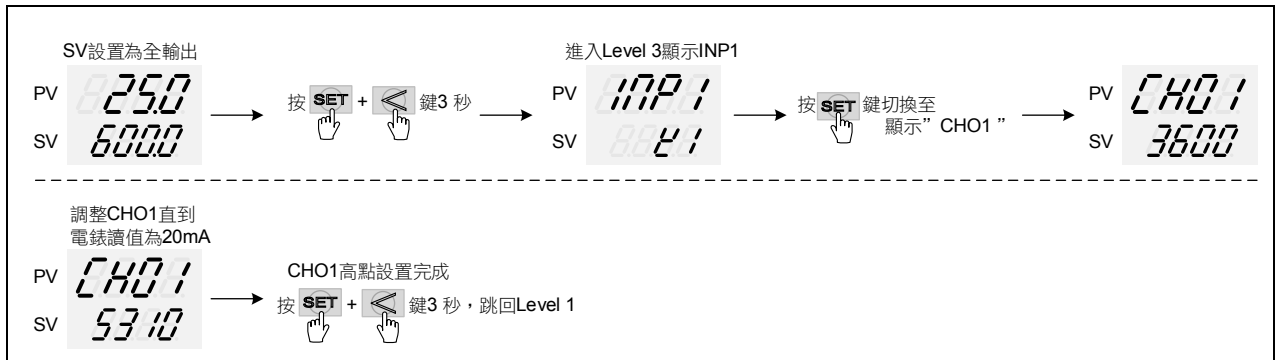 SV設置為全輸出
PV 25.0
SV 600.0
按 SET + < 鍵3 秒
進入Level 3顯示INP1
PV INP1
SV K1
按 SET 鍵切換至
顯示”CHO1 ”
PV CHO1
SV 3600
調整CHO1直到
電錶讀值為20mA
PV CHO1
SV 5310
CHO1高點設置完成
按 SET + < 鍵3 秒，跳回Level 1